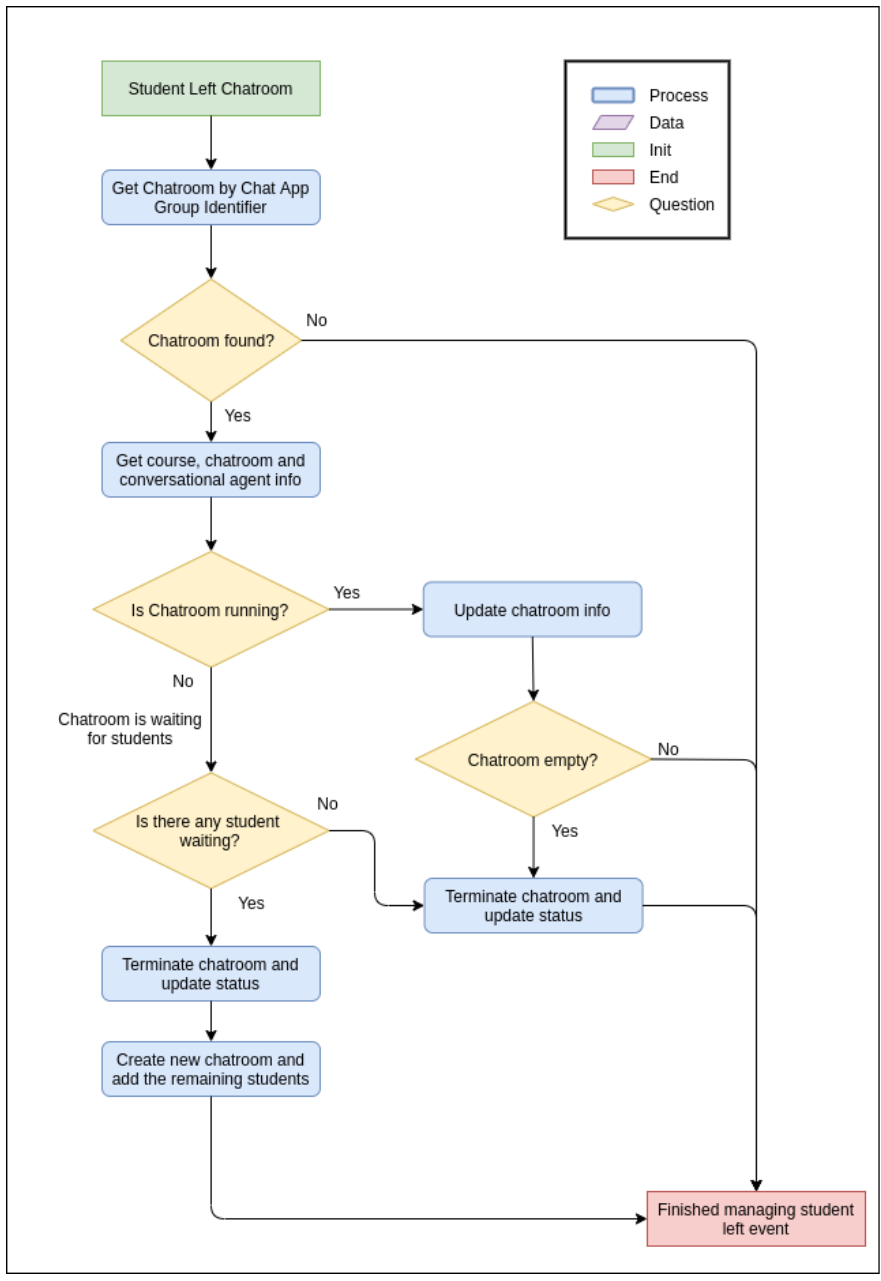 Student Left Chatroom
Process
Data
Init
End
Question
Get Chatroom by Chat App
Group Identifier
Chatroom found?
No
Yes
Get course, chatroom and
conversational agent info
Is Chatroom running?
Yes
Update chatroom info
No
Chatroom is waiting
for students
Chatroom empty?
No
Yes
Is there any student
waiting?
No
Yes
Terminate chatroom and
update status
Terminate chatroom and
update status
Create new chatroom and
add the remaining students
Finished managing student
left event